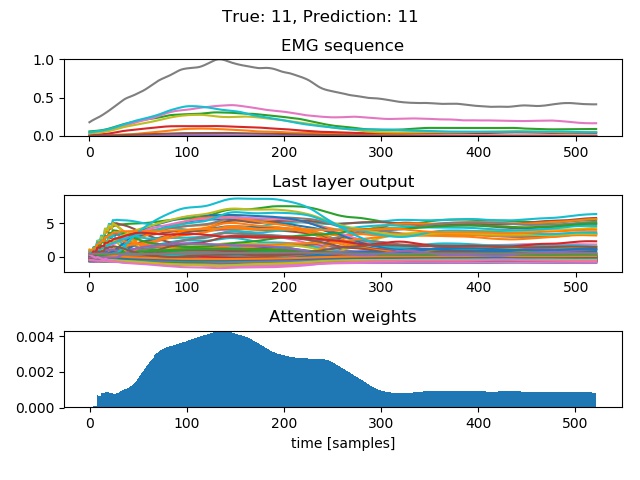 True: 11, Prediction: 11
EMG sequence
1.0
0.5
0.0
0 100 200 300 400 500
Last layer output
5
0
0 100 200 300 400 500
Attention weights
0.004
0.002
0.000
0 100 200 300 400 500
time [samples]